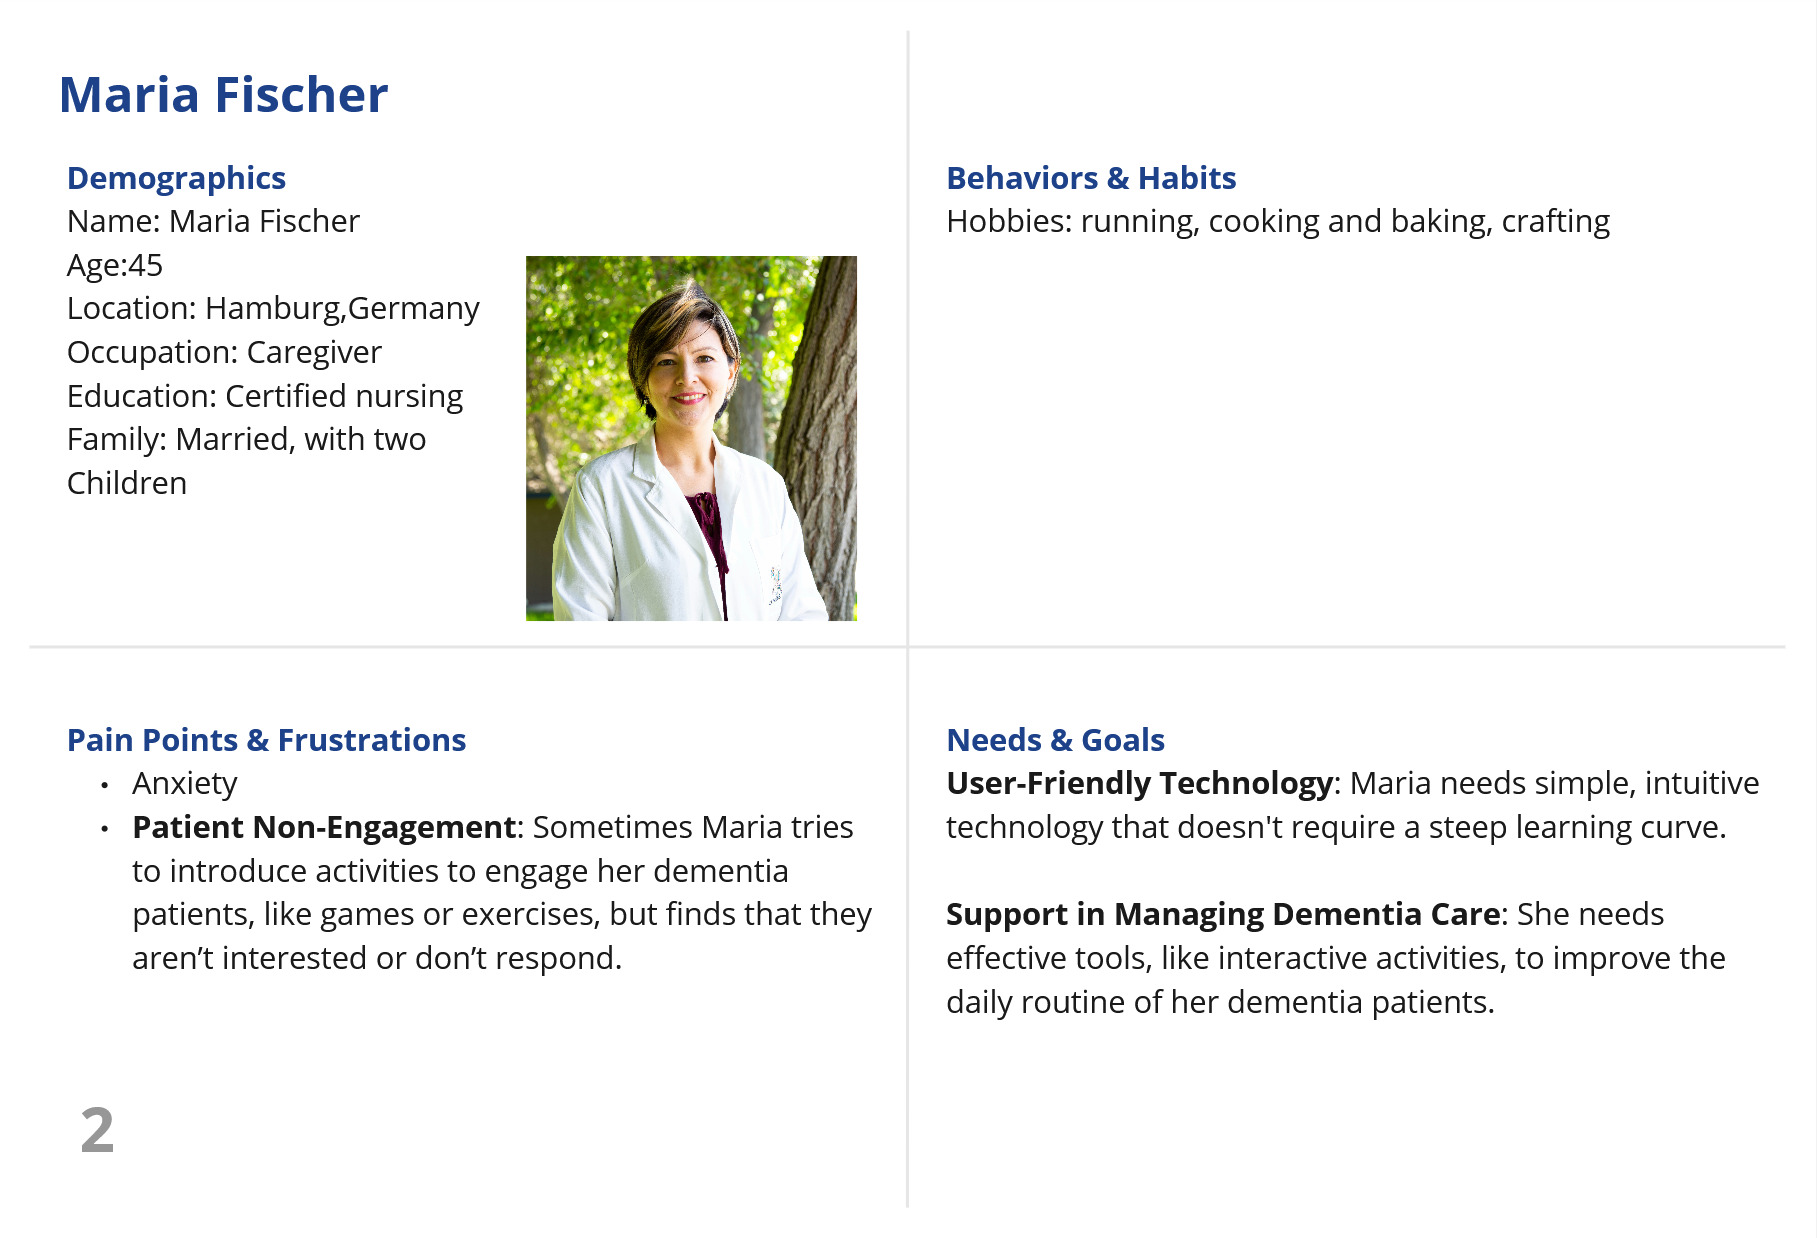 Maria Fischer
Demographics
Name: Maria Fischer
Age:45
Location: Hamburg,Germany
Occupation: Caregiver
Education: Certified nursing
Family: Married, with two
Children
Behaviors & Habits
Hobbies: running, cooking and baking, crafting
Pain Points & Frustrations
• Anxiety
• Patient Non-Engagement: Sometimes Maria tries
to introduce activities to engage her dementia
patients, like games or exercises, but finds that they
aren’t interested or don’t respond.
Needs & Goals
User-Friendly Technology: Maria needs simple, intuitive
technology that doesn't require a steep learning curve.
Support in Managing Dementia Care: She needs
effective tools, like interactive activities, to improve the
daily routine of her dementia patients.
2